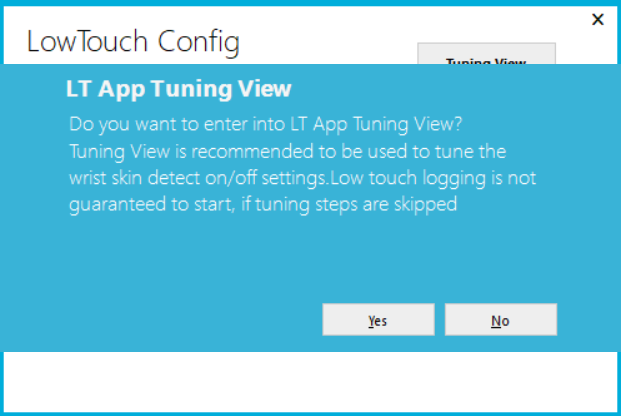 LowTouch Config
Tuning View
LT App Tuning View
Do you want to enter into LT App Tuning View?
Tuning View is recommended to be used to tune the
wrist skin detect on/off settings.Low touch logging is not
guaranteed to start, if tuning steps are skipped
Yes
No